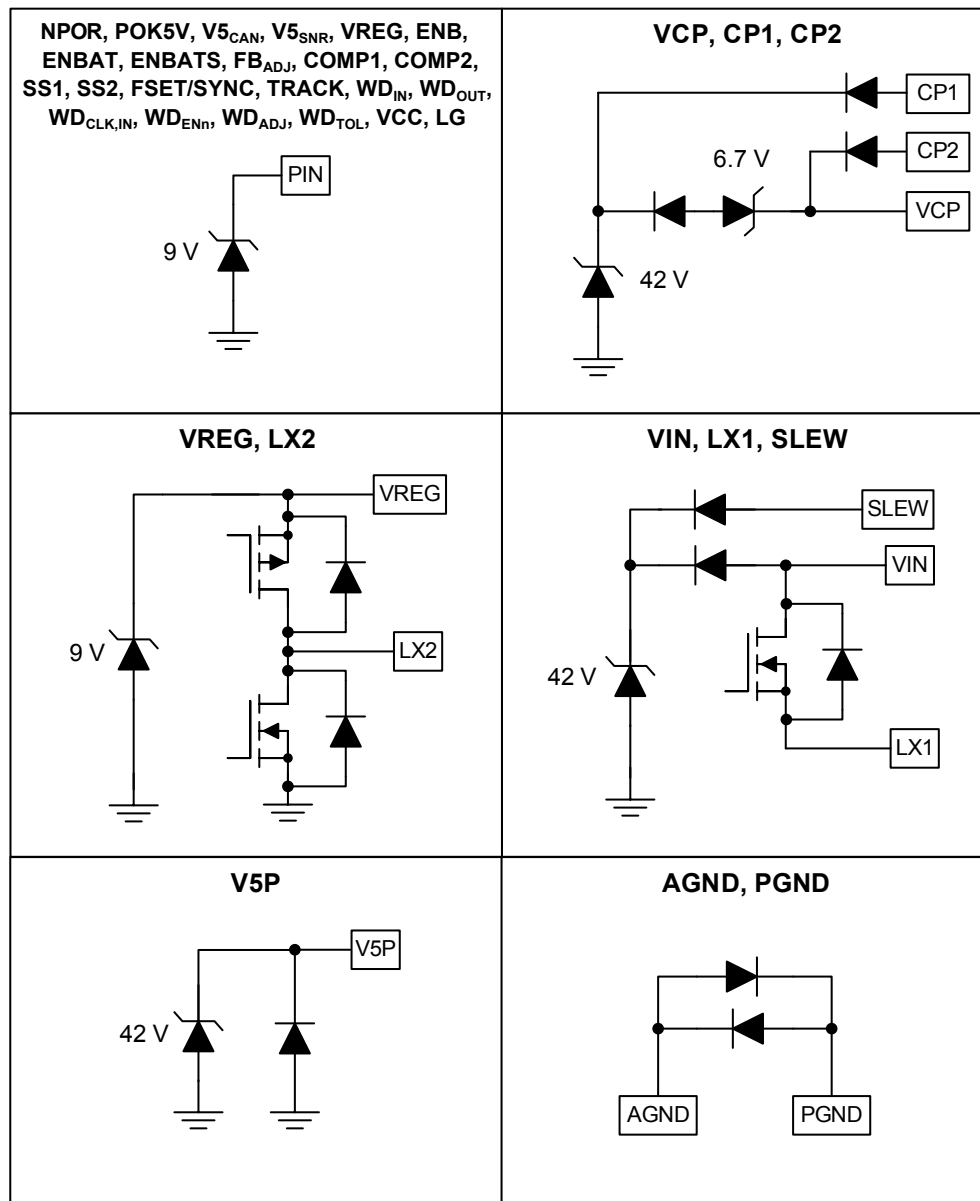 NPOR, POK5V, V5CAN, V5SNR, VREG, ENB,
ENBAT, ENBATS, FBADJ, COMP1, COMP2,
SS1, SS2, FSET/SYNC, TRACK, WDIN, WDOUT,
WDCLK,IN, WDENn, WDADJ, WDTOL, VCC, LG
PIN
9 V
VCP, CP1, CP2
CP1
CP2
6.7 V
VCP
42 V
VREG, LX2
VREG
9 V
LX2
VIN, LX1, SLEW
SLEW
VIN
42 V
LX1
V5P
V5P
42 V
AGND, PGND
AGND
PGND